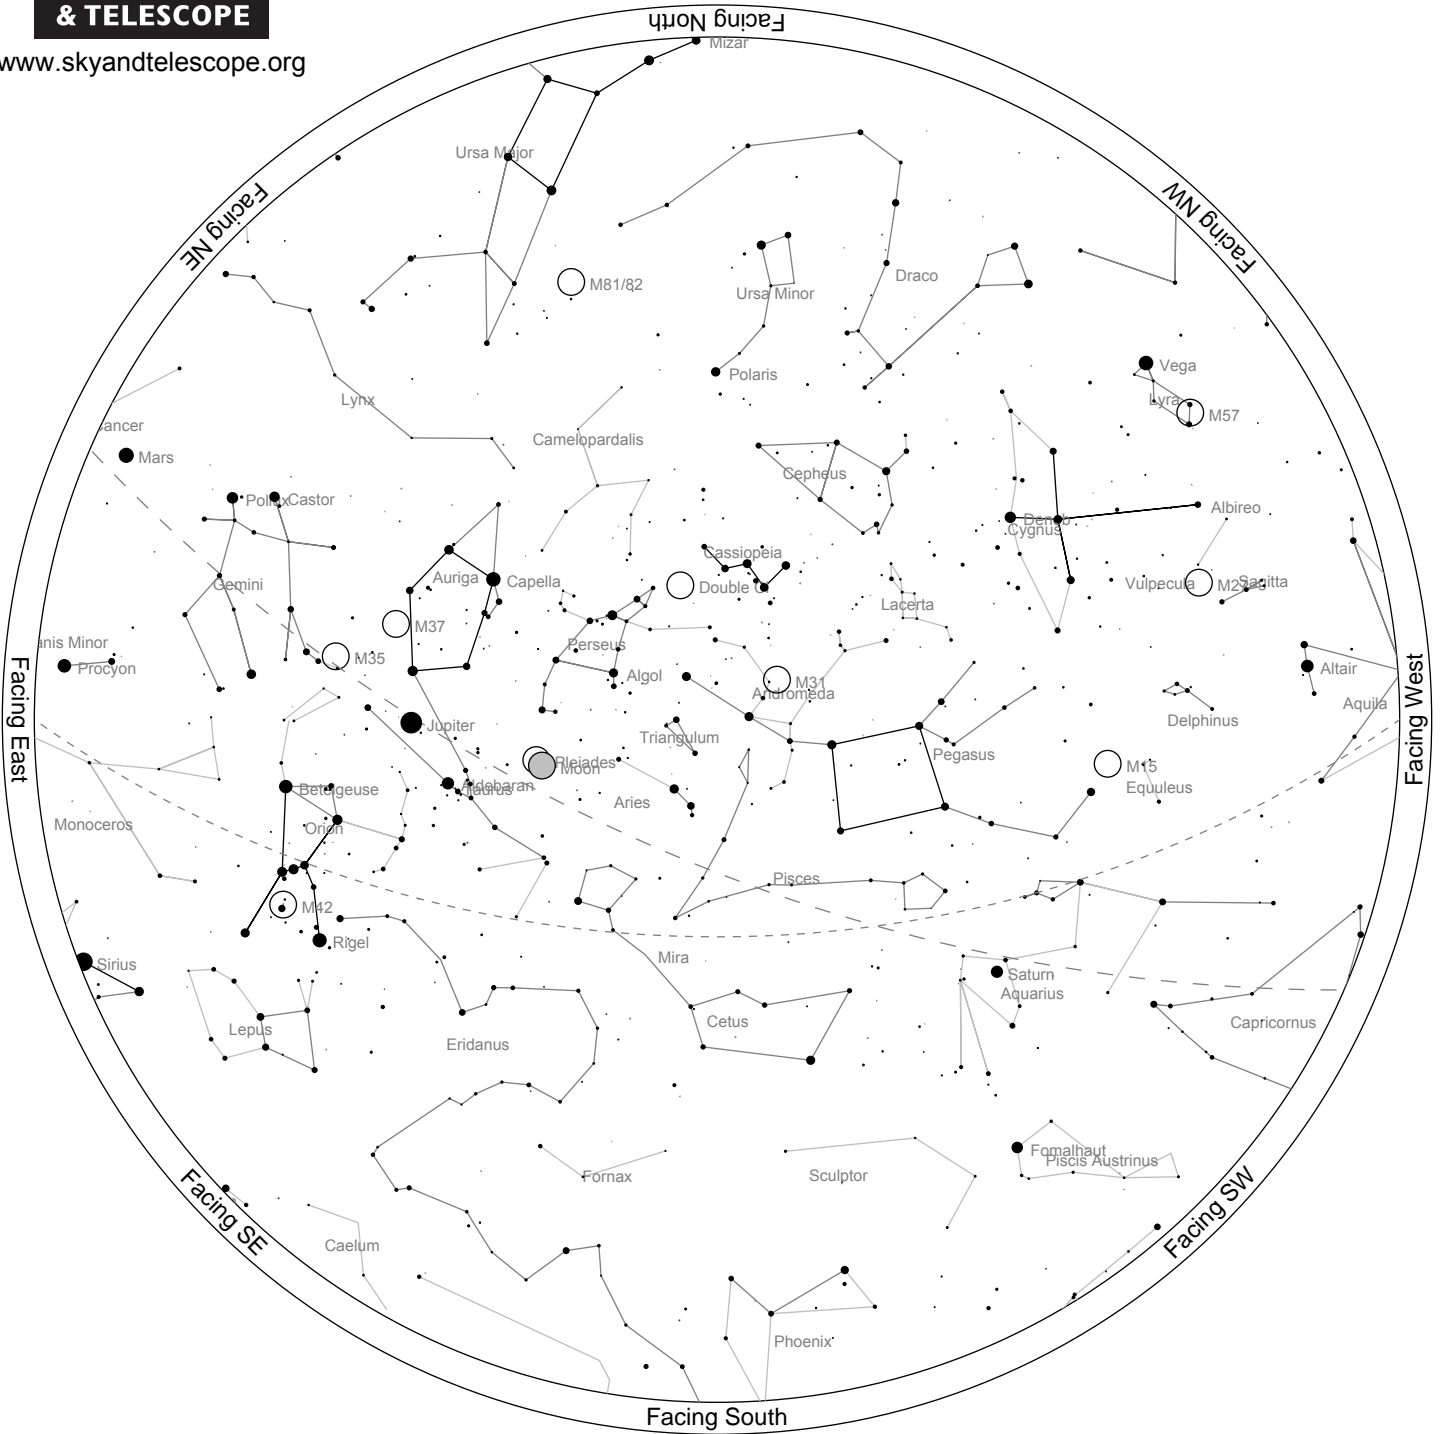 & TELESCOPE
www.skyandtelescope.org
Facing North
Mizar
Ursa Major
Facing NE
Facing NW
M81/82
Ursa Minor
Draco
Polaris
Vega
Lynx
Lyra
M57
ancer
Camelopardalis
Mars
Cepheus
Pollux
Castor
Albireo
Deneb
Cygnus
Cassiopeia
Auriga
Capella
Gemini
Double C
Vulpecula
M27
Sagitta
Lacerta
M37
anis Minor
Perseus
M35
Procyon
Algol
Altair
M31
Andromeda
Aquila
Facing East
Facing West
Jupiter
Delphinus
Triangulum
Pegasus
Pleiades
Moon
M15
Betelgeuse
Aldebaran
Taurus
Equuleus
Aries
Monoceros
Orion
Pisces
M42
Rigel
Mira
Sirius
Saturn
Aquarius
Cetus
Capricornus
Lepus
Eridanus
Fomalhaut
Piscis Austrinus
Fornax
Sculptor
Facing SE
Facing SW
Caelum
Phoenix
Facing South